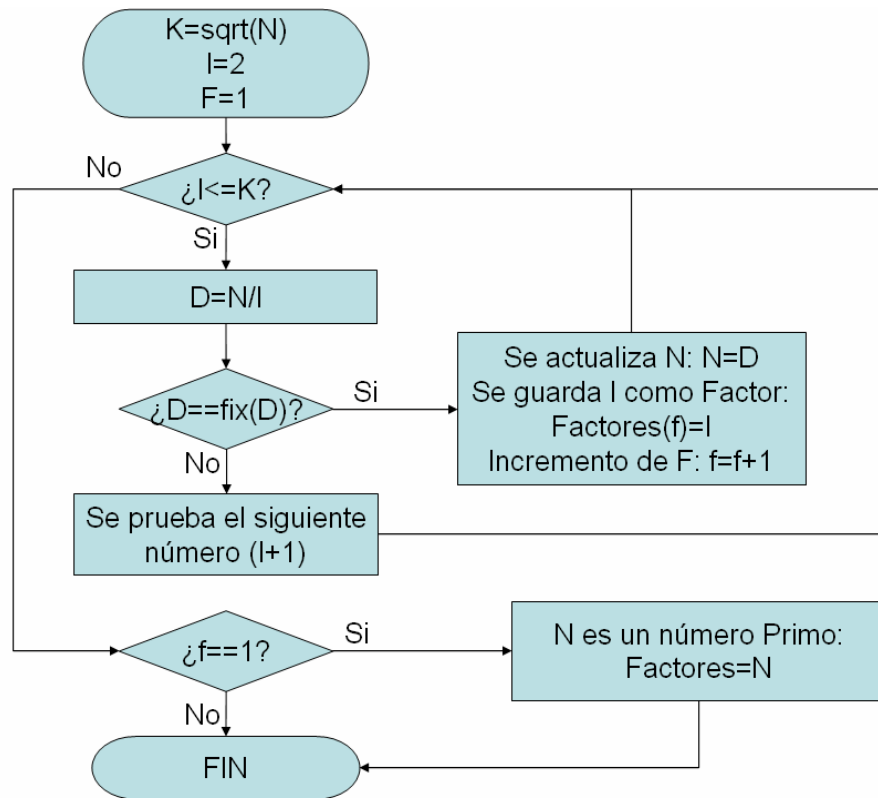 K=sqrt(N)
I=2
F=1
No
¿I<=K?
Si
D=N/I
¿D==fix(D)?
Si
Se actualiza N: N=D
Se guarda I como Factor:
Factores(f)=I
Incremento de F: f=f+1
No
Se prueba el siguiente
número (I+1)
¿f==1?
Si
N es un número Primo:
Factores=N
No
FIN